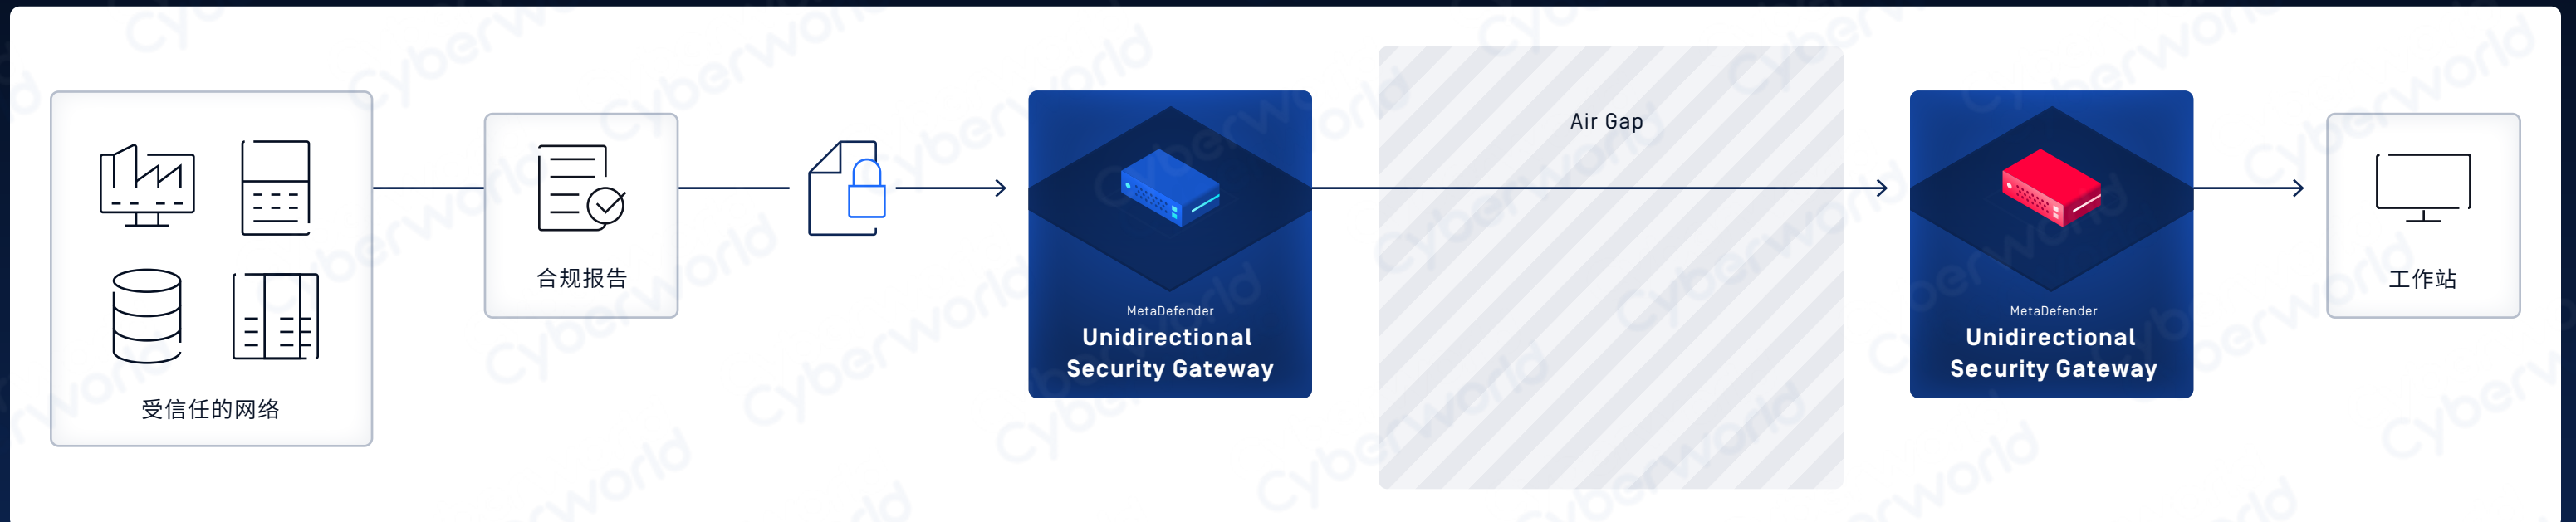 受信任的网络
合规报告
MetaDefender
Unidirectional
Security Gateway
Air Gap
MetaDefender
Unidirectional
Security Gateway
工作站
Cyberworld